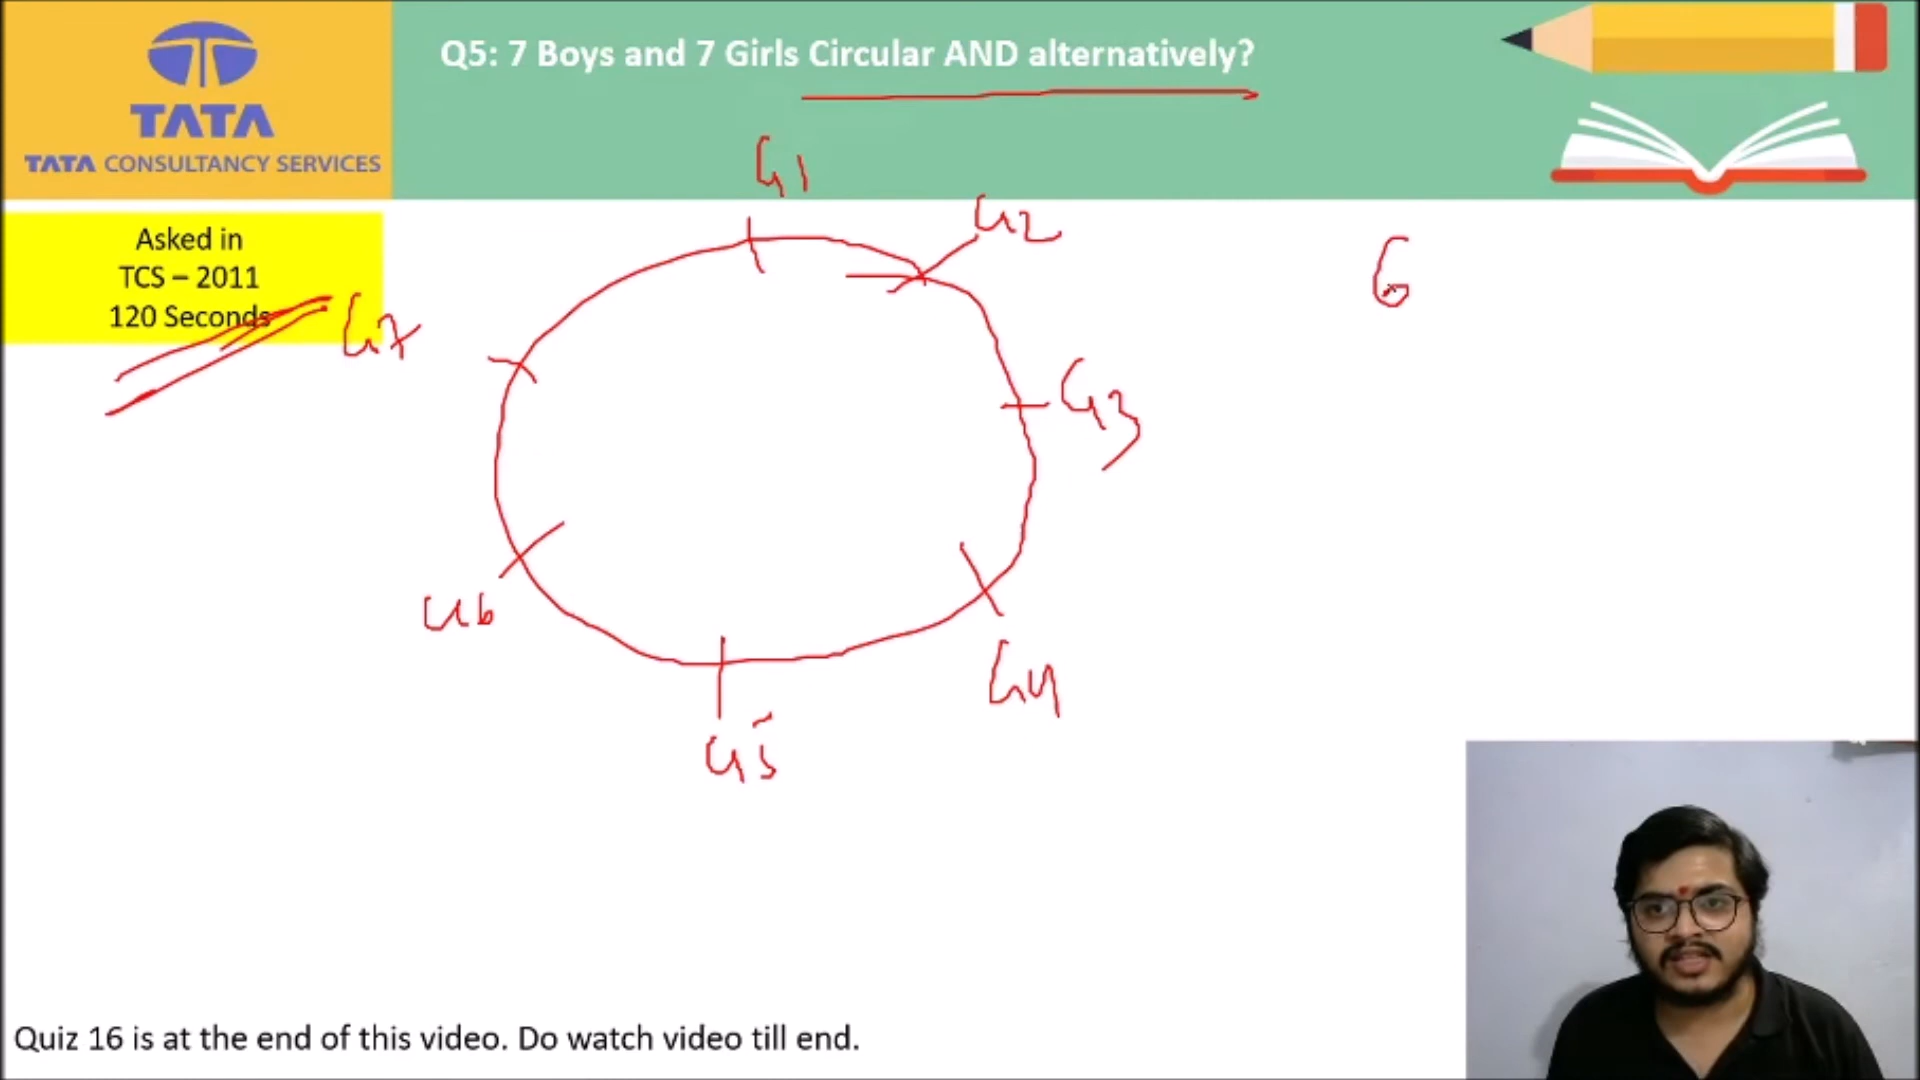 TATA
TATA CONSULTANCY SERVICES
Q5: 7 Boys and 7 Girls Circular AND alternatively?
Asked in
TCS – 2011
120 Seconds
G1
G2
G3
G4
G5
G6
G7
6
Quiz 16 is at the end of this video. Do watch video till end.